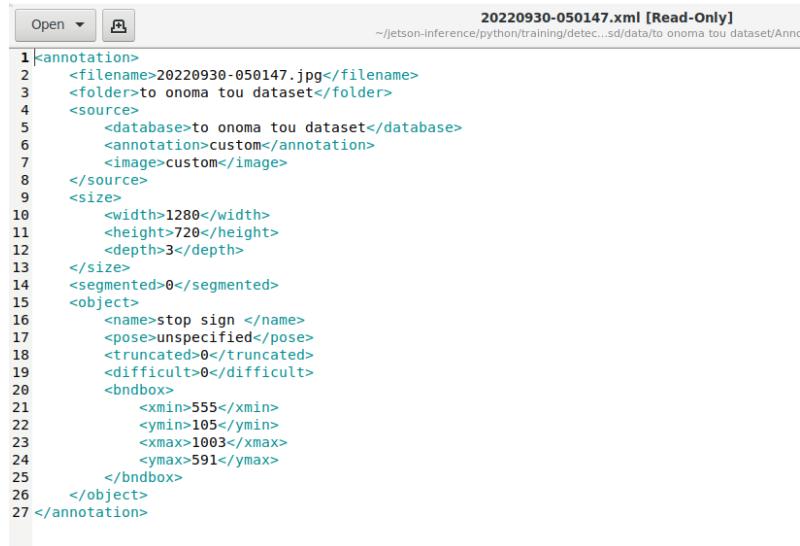 Open
20220930-050147.xml [Read-Only]
~/jetson-inference/python/training/detec...sd/data/to onoma tou dataset/Anno
1 <annotation>
2     <filename>20220930-050147.jpg</filename>
3     <folder>to onoma tou dataset</folder>
4     <source>
5         <database>to onoma tou dataset</database>
6         <annotation>custom</annotation>
7         <image>custom</image>
8     </source>
9     <size>
10         <width>1280</width>
11         <height>720</height>
12         <depth>3</depth>
13     </size>
14     <segmented>0</segmented>
15     <object>
16         <name>stop sign </name>
17         <pose>unspecified</pose>
18         <truncated>0</truncated>
19         <difficult>0</difficult>
20         <bndbox>
21             <xmin>555</xmin>
22             <ymin>105</ymin>
23             <xmax>1003</xmax>
24             <ymax>591</ymax>
25         </bndbox>
26     </object>
27 </annotation>